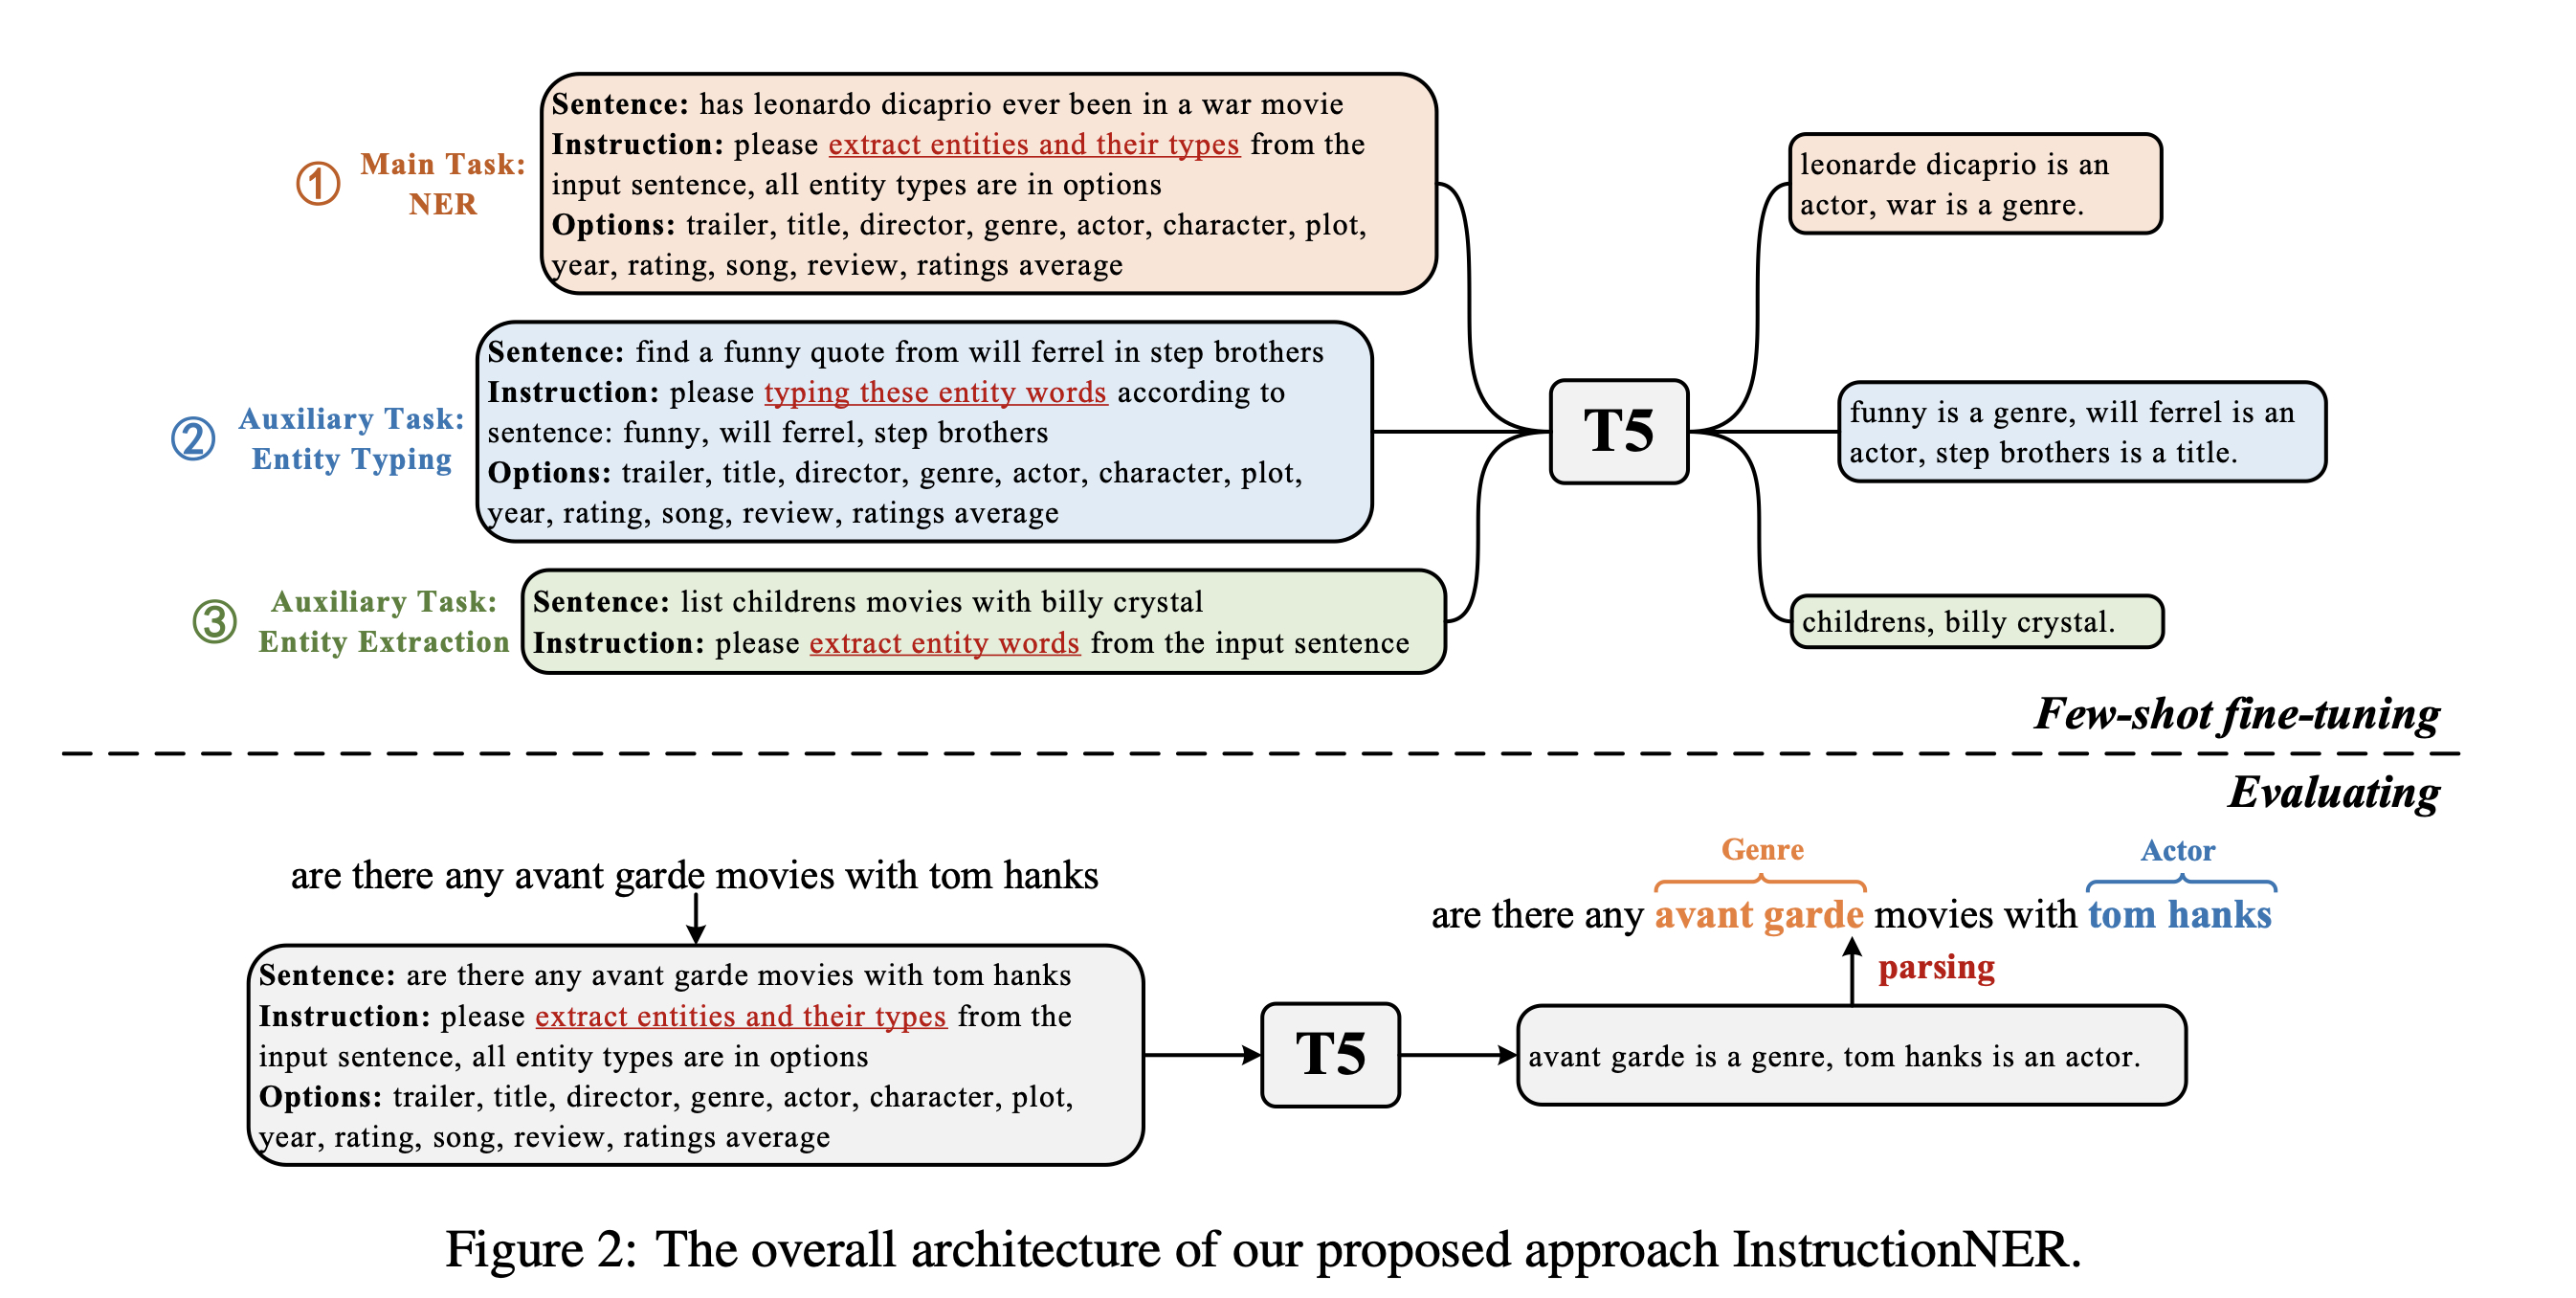 ① Main Task:
NER
Sentence: has leonardo dicaprio ever been in a war movie
Instruction: please extract entities and their types from the
input sentence, all entity types are in options
Options: trailer, title, director, genre, actor, character, plot,
year, rating, song, review, ratings average
② Auxiliary Task:
Entity Typing
Sentence: find a funny quote from will ferrel in step brothers
Instruction: please typing these entity words according to
sentence: funny, will ferrel, step brothers
Options: trailer, title, director, genre, actor, character, plot,
year, rating, song, review, ratings average
③ Auxiliary Task:
Entity Extraction
Sentence: list childrens movies with billy crystal
Instruction: please extract entity words from the input sentence
T5
leonarde dicaprio is an
actor, war is a genre.
funny is a genre, will ferrel is an
actor, step brothers is a title.
childrens, billy crystal.
Few-shot fine-tuning
Evaluating
are there any avant garde movies with tom hanks
Sentence: are there any avant garde movies with tom hanks
Instruction: please extract entities and their types from the
input sentence, all entity types are in options
Options: trailer, title, director, genre, actor, character, plot,
year, rating, song, review, ratings average
T5
avant garde is a genre, tom hanks is an actor.
parsing
Genre
Actor
are there any avant garde movies with tom hanks
Figure 2: The overall architecture of our proposed approach InstructionNER.